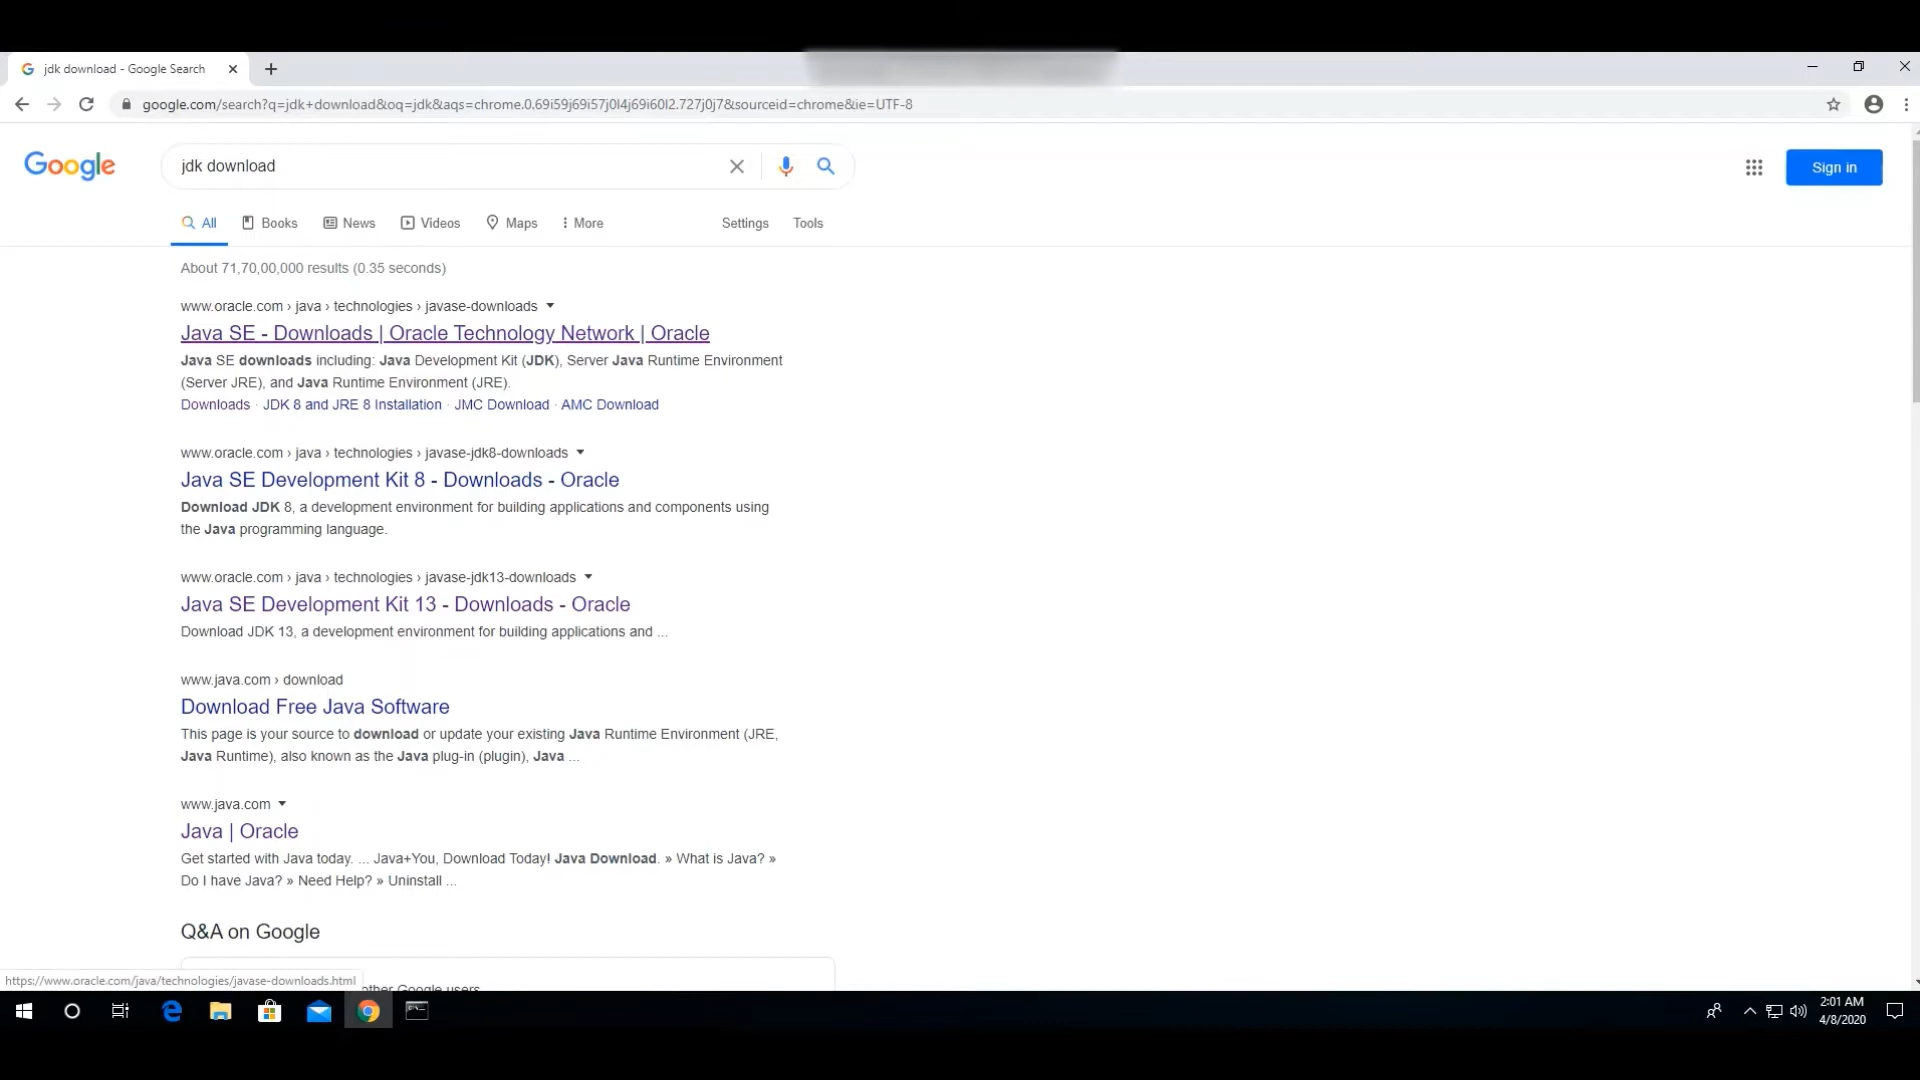 jdk download - Google Search
google.com/search?q=jdk+download&oq=jdk&aqs=chrome.0.69i59j69i57j0l4j69i60l2.727j0j7&sourceid=chrome&ie=UTF-8
Google
jdk download
Sign in
All Books News Videos Maps More Settings Tools
About 71,70,00,000 results (0.35 seconds)
www.oracle.com › java › technologies › javase-downloads
Java SE - Downloads | Oracle Technology Network | Oracle
Java SE downloads including: Java Development Kit (JDK), Server Java Runtime Environment
(Server JRE), and Java Runtime Environment (JRE).
Downloads · JDK 8 and JRE 8 Installation · JMC Download · AMC Download
www.oracle.com › java › technologies › javase-jdk8-downloads
Java SE Development Kit 8 - Downloads - Oracle
Download JDK 8, a development environment for building applications and components using
the Java programming language.
www.oracle.com › java › technologies › javase-jdk13-downloads
Java SE Development Kit 13 - Downloads - Oracle
Download JDK 13, a development environment for building applications and ...
www.java.com › download
Download Free Java Software
This page is your source to download or update your existing Java Runtime Environment (JRE,
Java Runtime), also known as the Java plug-in (plugin), Java ...
www.java.com
Java | Oracle
Get started with Java today. ... Java+You, Download Today! Java Download. » What is Java? »
Do I have Java? » Need Help? » Uninstall ...
Q&A on Google
other Google users
https://www.oracle.com/java/technologies/javase-downloads.html
2:01 AM
4/8/2020